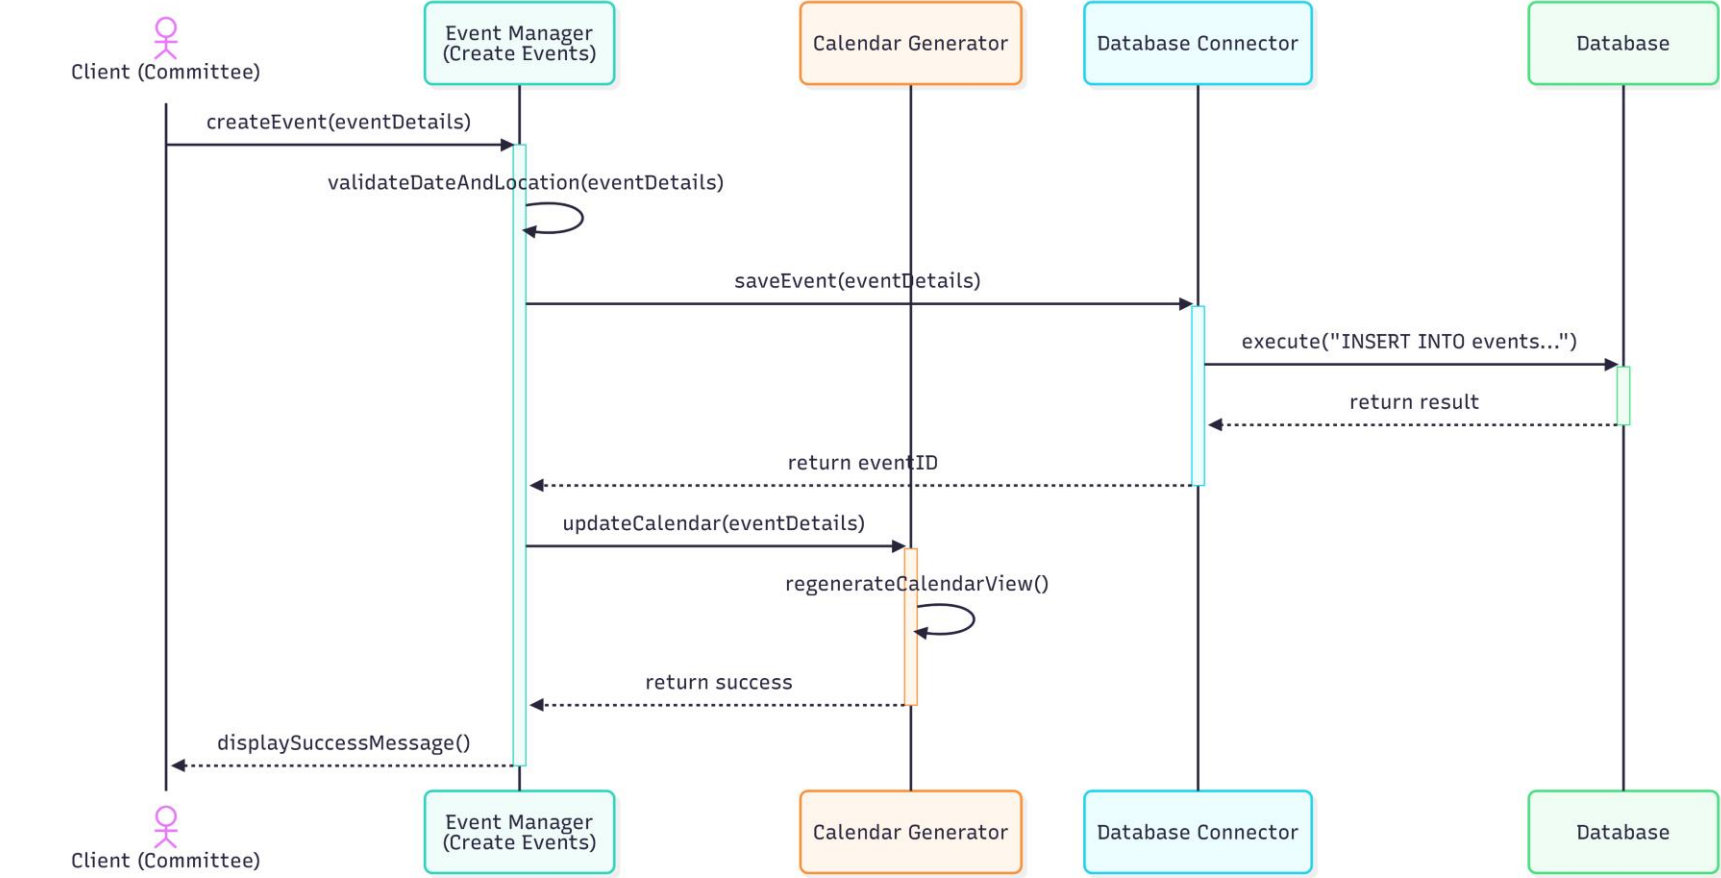 Client (Committee)
Event Manager
(Create Events)
Calendar Generator
Database Connector
Database
createEvent(eventDetails)
validateDateAndLocation(eventDetails)
saveEvent(eventDetails)
execute("INSERT INTO events...")
return result
return eventID
updateCalendar(eventDetails)
regenerateCalendarView()
return success
displaySuccessMessage()
Client (Committee)
Event Manager
(Create Events)
Calendar Generator
Database Connector
Database